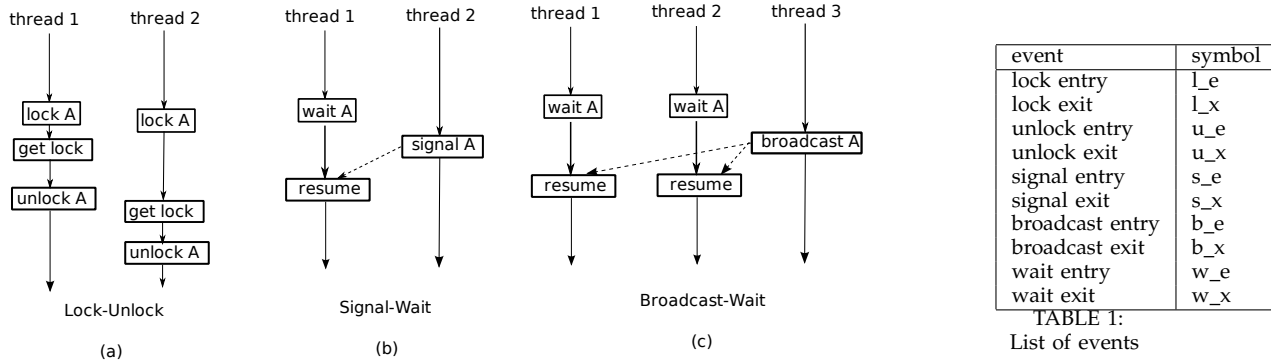 thread 1
thread 2
lock A
lock A
get lock
unlock A
get lock
unlock A
Lock-Unlock
(a)
thread 1
thread 2
wait A
signal A
resume
Signal-Wait
(b)
thread 1
thread 2
thread 3
wait A
wait A
broadcast A
resume
resume
Broadcast-Wait
(c)
event symbol
lock entry l_e
lock exit l_x
unlock entry u_e
unlock exit u_x
signal entry s_e
signal exit s_x
broadcast entry b_e
broadcast exit b_x
wait entry w_e
wait exit w_x
TABLE 1:
List of events